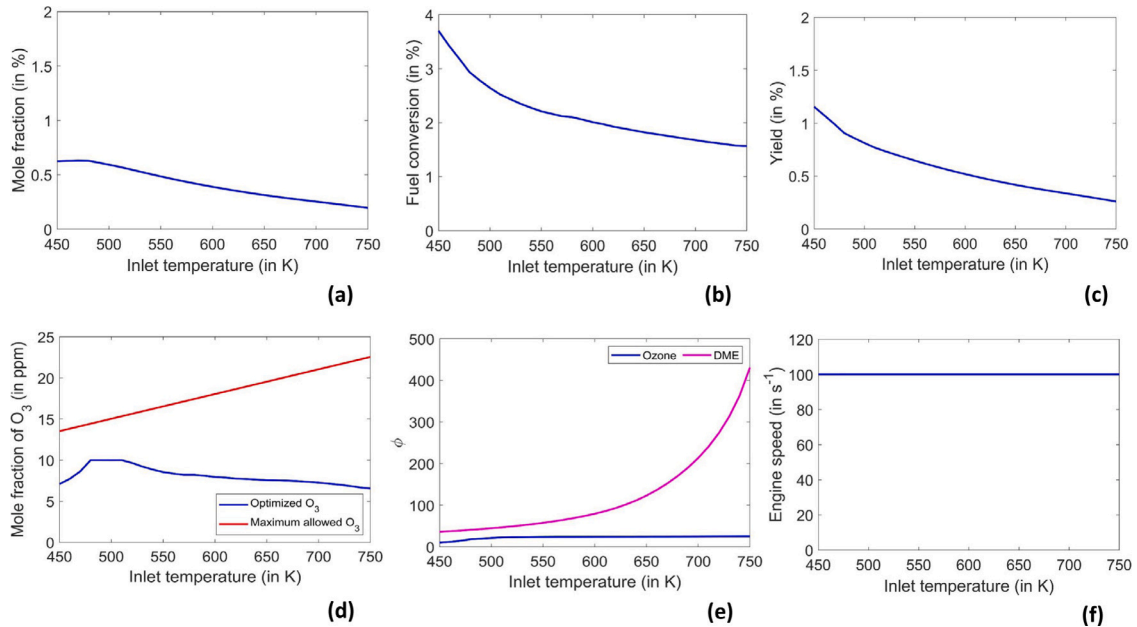 2
1.5
1
0.5
0
Mole fraction (in %)
450 500 550 600 650 700 750
Inlet temperature (in K)
(a)
4
3
2
1
0
Fuel conversion (in %)
450 500 550 600 650 700 750
Inlet temperature (in K)
(b)
2
1.5
1
0.5
0
Yield (in %)
450 500 550 600 650 700 750
Inlet temperature (in K)
(c)
25
20
15
10
5
0
Mole fraction of O3 (in ppm)
Optimized O3
Maximum allowed O3
450 500 550 600 650 700 750
Inlet temperature (in K)
(d)
500
400
300
200
100
0
ϕ
Ozone DME
450 500 550 600 650 700 750
Inlet temperature (in K)
(e)
120
100
80
60
40
20
0
Engine speed (in s-1)
450 500 550 600 650 700 750
Inlet temperature (in K)
(f)